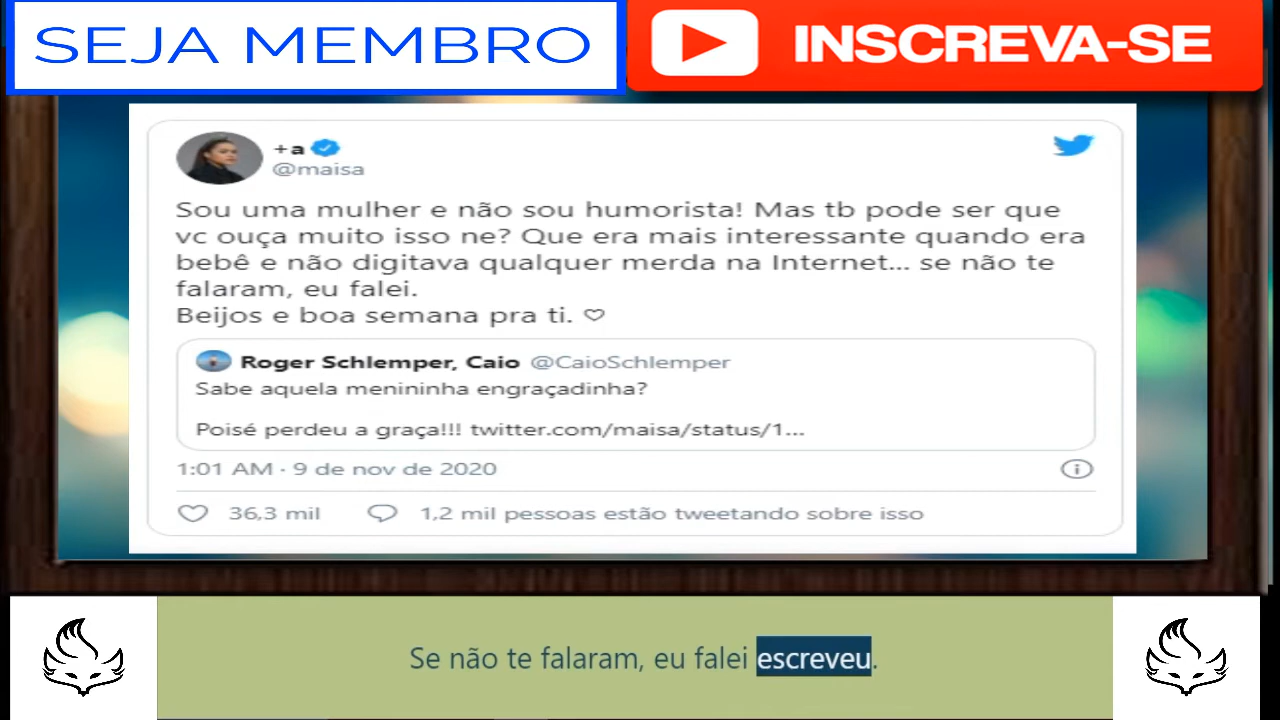 SEJA MEMBRO
INSCREVA-SE
+a
@maisa
Sou uma mulher e não sou humorista! Mas tb pode ser que
vc ouça muito isso ne? Que era mais interessante quando era
bebê e não digitava qualquer merda na Internet... se não te
falaram, eu falei.
Beijos e boa semana pra ti. ♡
Roger Schlemper, Caio @CaioSchlemper
Sabe aquela menininha engraçadinha?
Poisé perdeu a graça!!! twitter.com/maisa/status/1...
1:01 AM · 9 de nov de 2020
36,3 mil 1,2 mil pessoas estão tweetando sobre isso
Se não te falaram, eu falei escreveu.